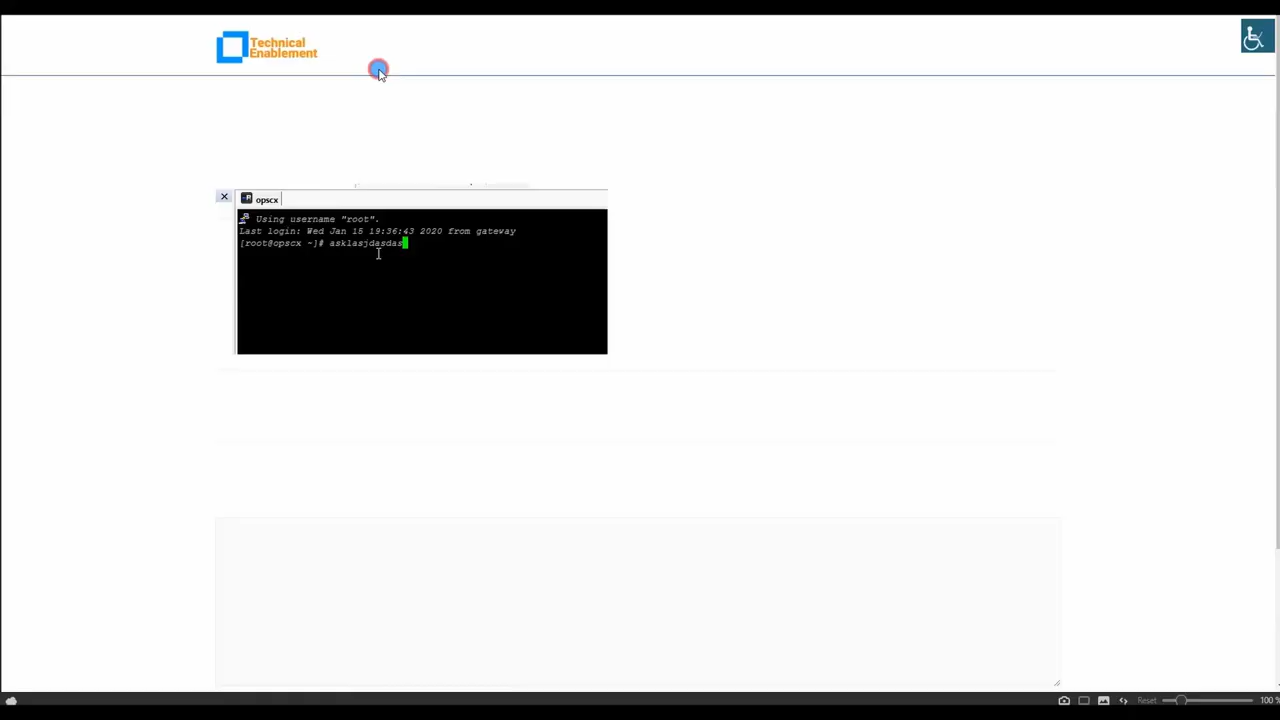 Technical
Enablement
opscx
Using username "root".
Last login: Wed Jan 15 19:36:43 2020 from gateway
[root@opscx ~]# asklasjdasdas
Reset
100 %